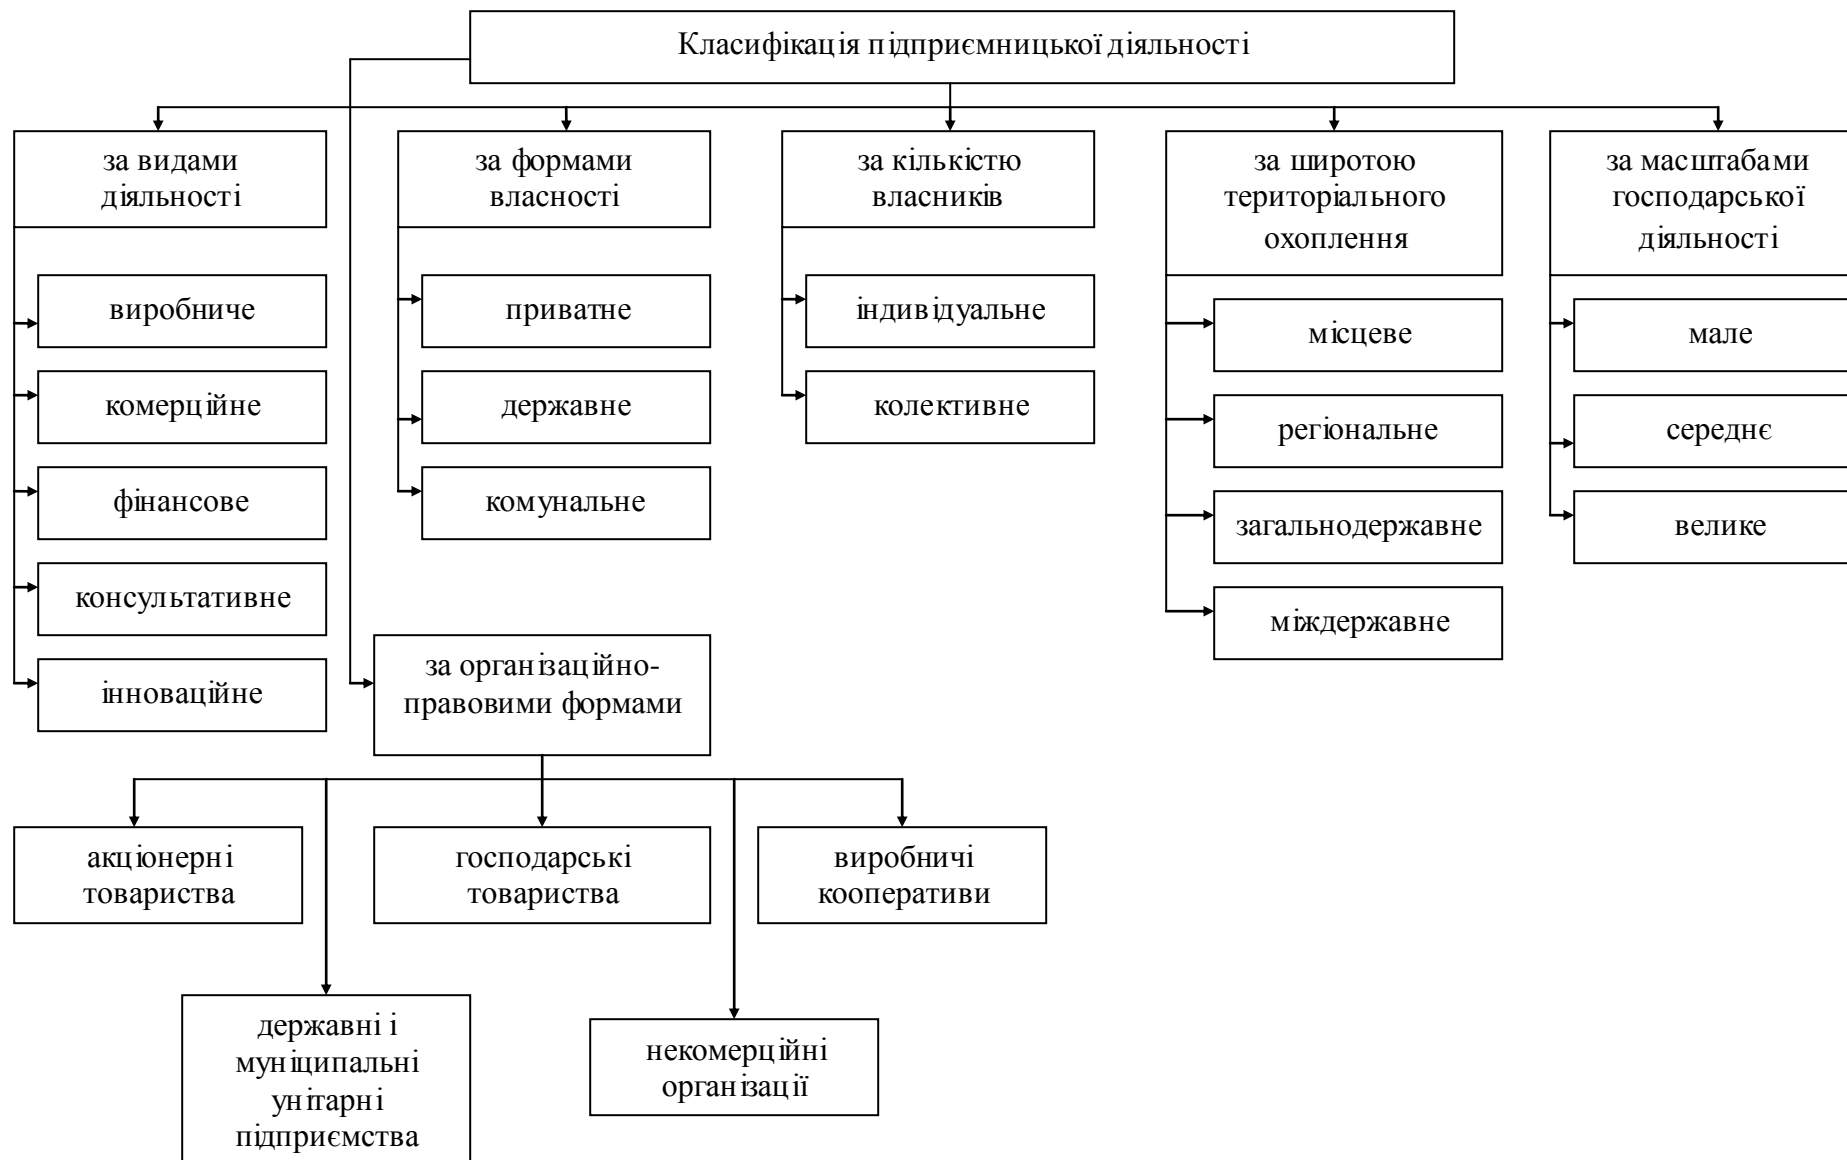 Класифікація підприємницької діяльності
за видами
діяльності
за формами
власності
за кількістю
власників
за широтою
територіального
охоплення
за масштабами
господарської
діяльності
виробниче
комерційне
фінансове
консультативне
інноваційне
приватне
державне
комунальне
індивідуальне
колективне
місцеве
регіональне
загальнодержавне
міждержавне
мале
середнє
велике
за організаційно-
правовими формами
акціонерні
товариства
господарські
товариства
виробничі
кооперативи
державні і
муніципальні
унітарні
підприємства
некомерційні
організації